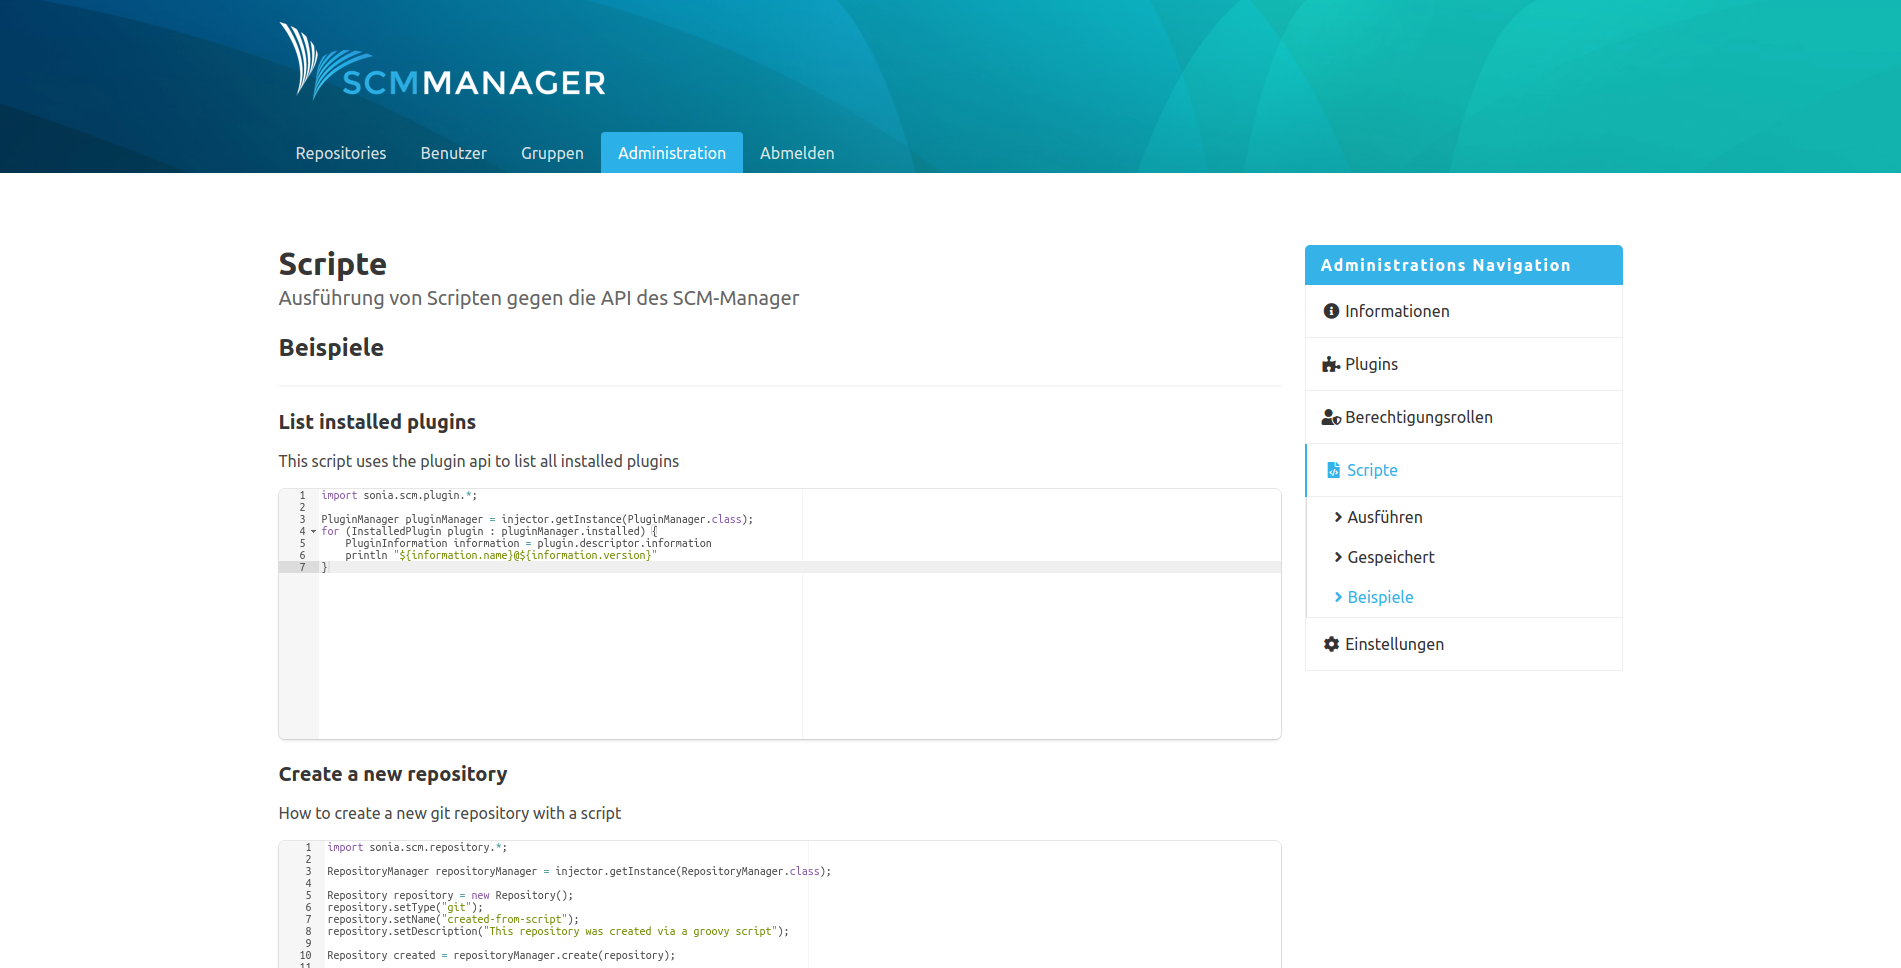 SCMMANAGER
Repositories Benutzer Gruppen Administration Abmelden
Scripte
Ausführung von Scripten gegen die API des SCM-Manager
Beispiele
List installed plugins
This script uses the plugin api to list all installed plugins
1 import sonia.scm.plugin.*;
2
3 PluginManager pluginManager = injector.getInstance(PluginManager.class);
4 for (InstalledPlugin plugin : pluginManager.installed) {
5     PluginInformation information = plugin.descriptor.information
6     println "${information.name}@${information.version}"
7 }
Create a new repository
How to create a new git repository with a script
1 import sonia.scm.repository.*;
2
3 RepositoryManager repositoryManager = injector.getInstance(RepositoryManager.class);
4
5 Repository repository = new Repository();
6 repository.setType("git");
7 repository.setName("created-from-script");
8 repository.setDescription("This repository was created via a groovy script");
9
10 Repository created = repositoryManager.create(repository);
11
Administrations Navigation
Informationen
Plugins
Berechtigungsrollen
Scripte
Ausführen
Gespeichert
Beispiele
Einstellungen